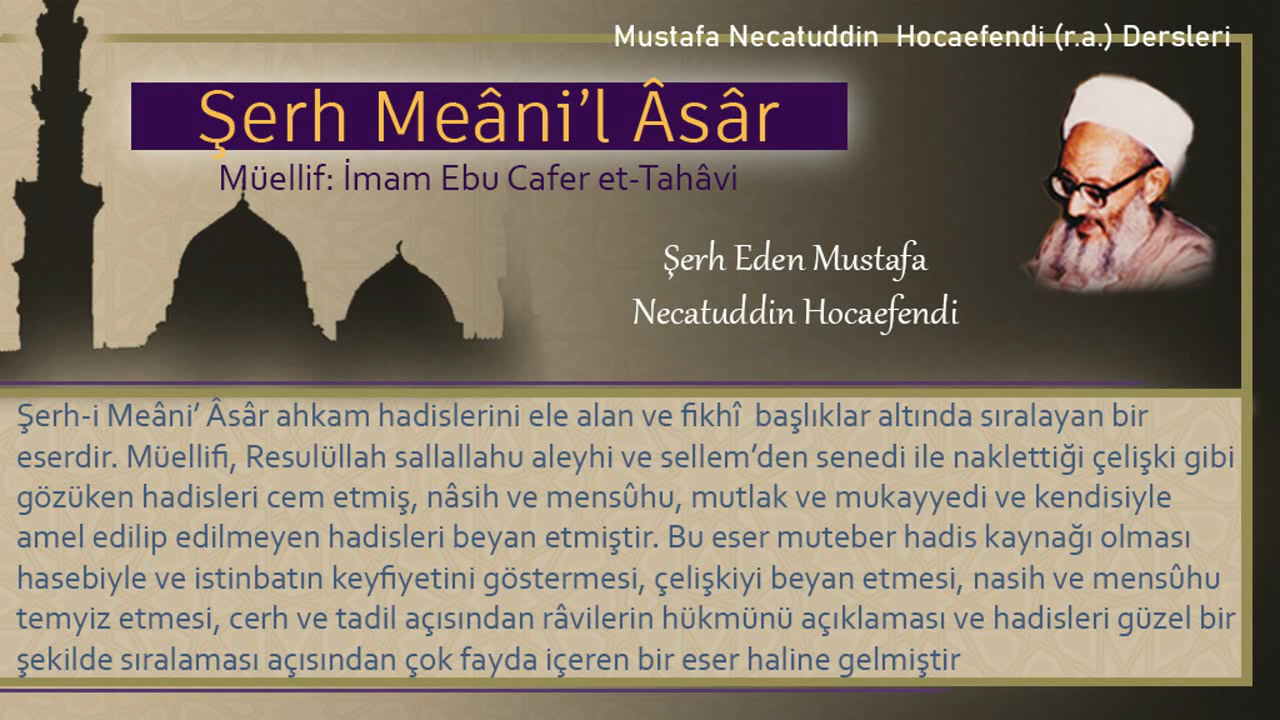 Mustafa Necatuddin Hocaefendi (r.a.) Dersleri
Şerh Meâni’l Âsâr
Müellif: İmam Ebu Cafer et-Tahâvi
Şerh Eden Mustafa
Necatuddin Hocaefendi
Şerh-i Meâni’ Âsâr ahkam hadislerini ele alan ve fikhî başlıklar altında sıralayan bir
eserdir. Müellifi, Resulüllah sallallahu aleyhi ve sellem’den senedi ile naklettiği çelişki gibi
gözüken hadisleri cem etmiş, nâsih ve mensûhu, mutlak ve mukayyedi ve kendisiyle
amel edilip edilmeyen hadisleri beyan etmiştir. Bu eser muteber hadis kaynağı olması
hasebiyle ve istinbatın keyfiyetini göstermesi, çelişkiyi beyan etmesi, nasih ve mensûhu
temyiz etmesi, cerh ve tadil açısından râvilerin hükmünü açıklaması ve hadisleri güzel bir
şekilde sıralaması açısından çok fayda içeren bir eser haline gelmiştir